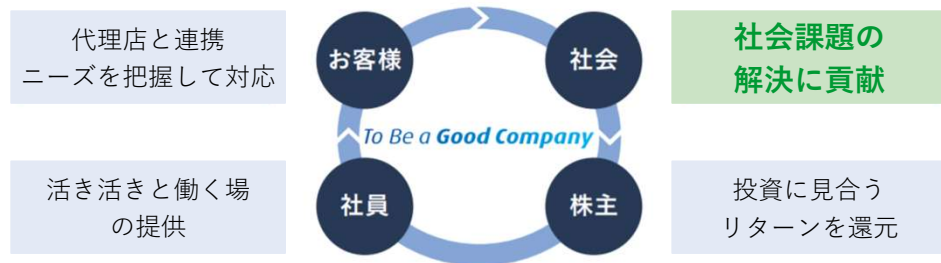 代理店と連携
ニーズを把握して対応
お客様
社会
社会課題の
解決に貢献
To Be a Good Company
活き活きと働く場
の提供
社員
株主
投資に見合う
リターンを還元